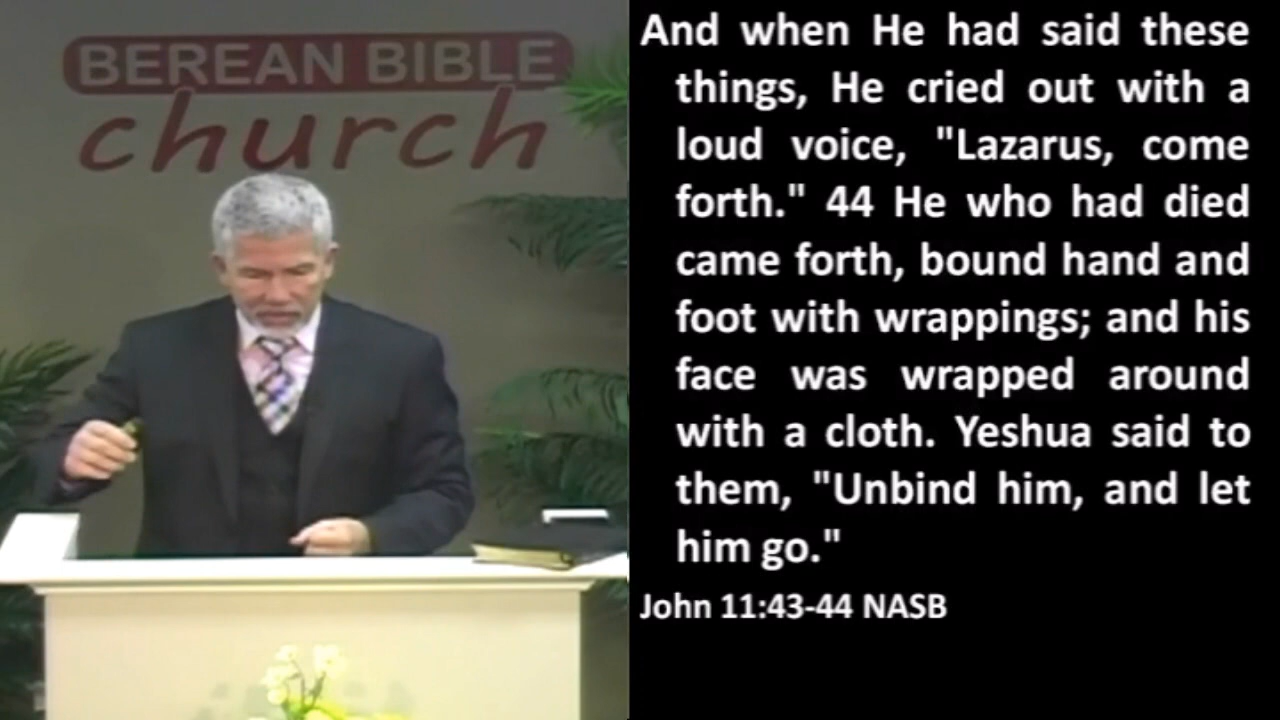 BEREAN BIBLE
church
And when He had said these
things, He cried out with a
loud voice, "Lazarus, come
forth." 44 He who had died
came forth, bound hand and
foot with wrappings; and his
face was wrapped around
with a cloth. Yeshua said to
them, "Unbind him, and let
him go."
John 11:43-44 NASB